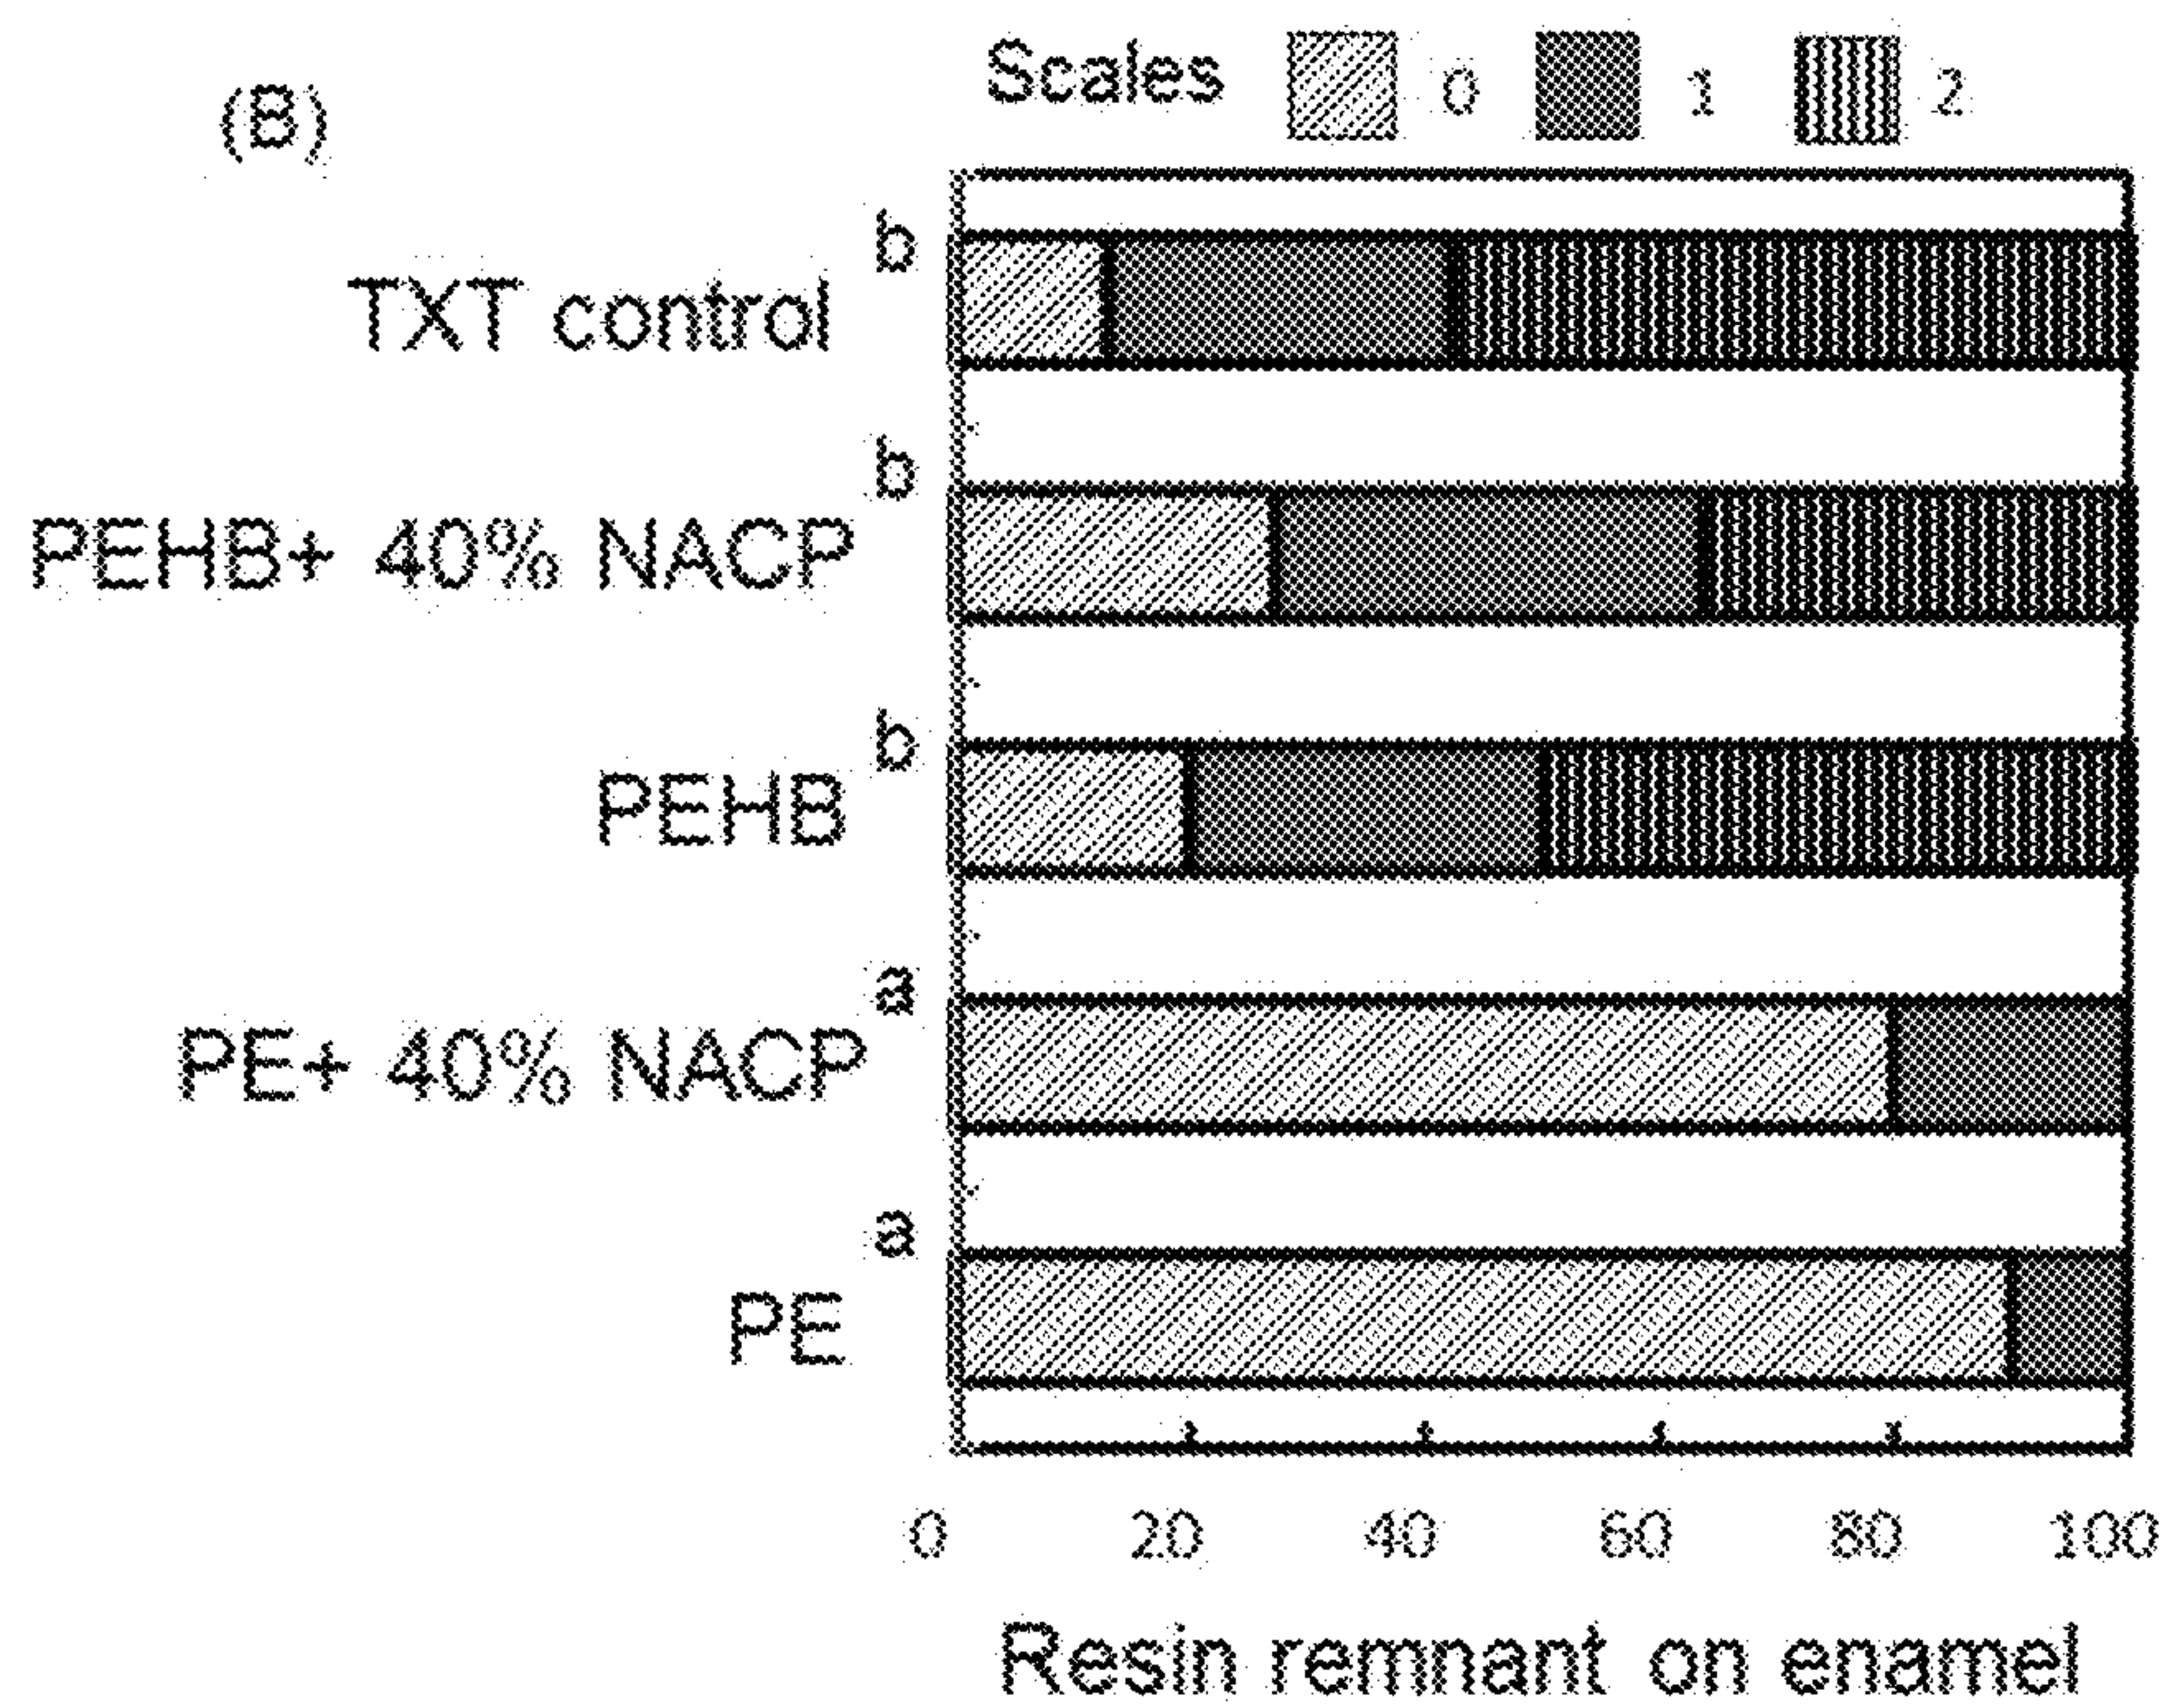 (B)
Scales 0 1 2
b
TXT control
b
PEHB+ 40% NACP
b
PEHB
a
PE+ 40% NACP
a
PE
0 20 40 60 80 100
Resin remnant on enamel